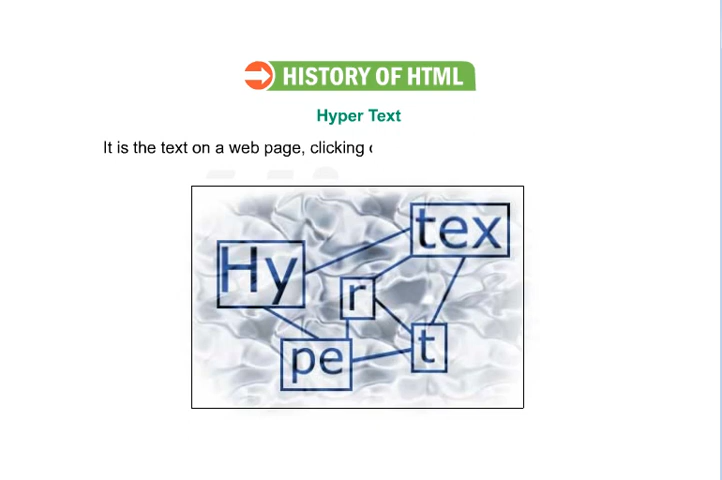 HISTORY OF HTML
Hyper Text
It is the text on a web page, clicking
tex
Hy
r
pe
t